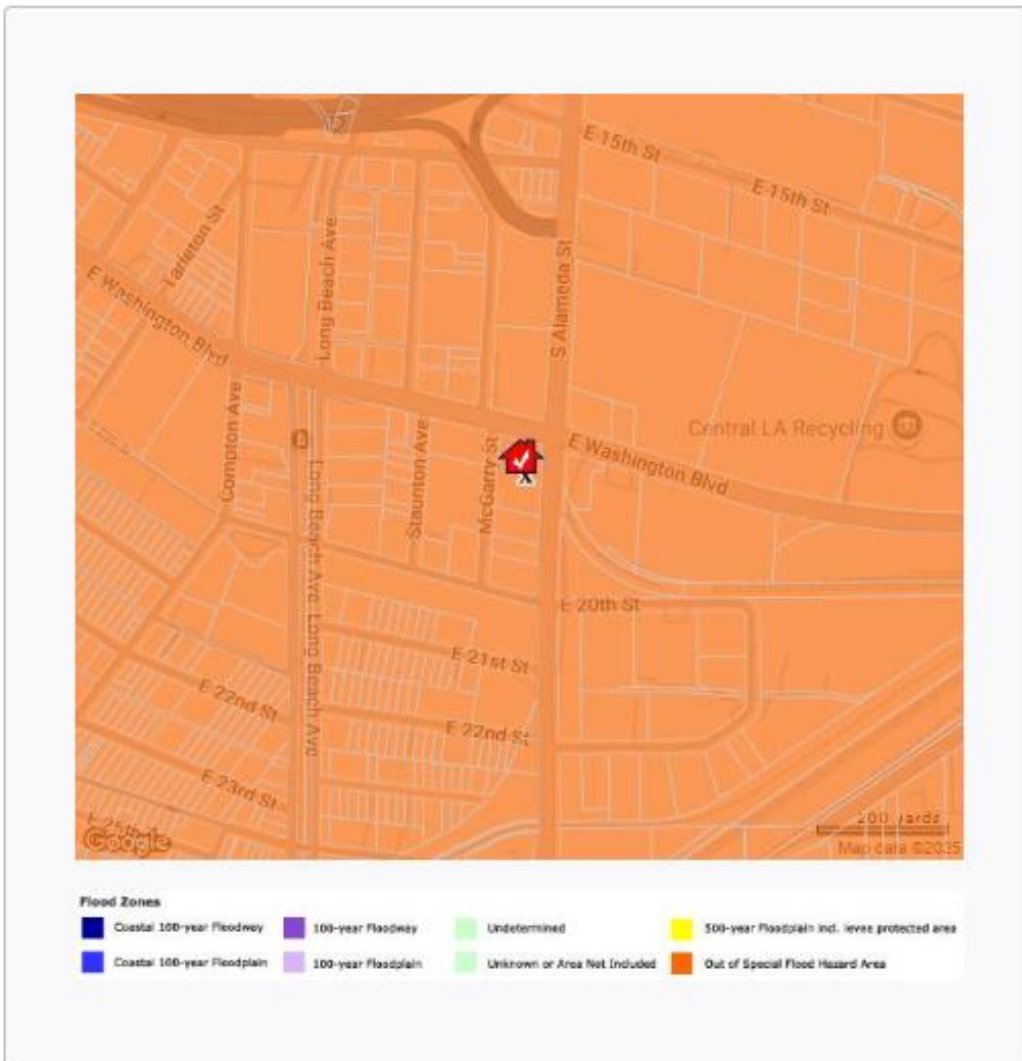 E 15th St
E 15th St
Long Beach Ave
S Alameda St
E Washington Blvd
Compton Ave
Staunton Ave
McGarry St
E Washington Blvd
Central LA Recycling
Long Beach Ave
Long Beach Ave
E 20th St
E 21st St
E 22nd St
E 22nd St
E 23rd St
E 25th
Google
200 yards
Map data ©2025
Flood Zones
Coastal 100-year Floodway
100-year Floodway
Undetermined
500-year Floodplain incl. levee protected area
Coastal 100-year Floodplain
100-year Floodplain
Unknown or Area Not Included
Out of Special Flood Hazard Area